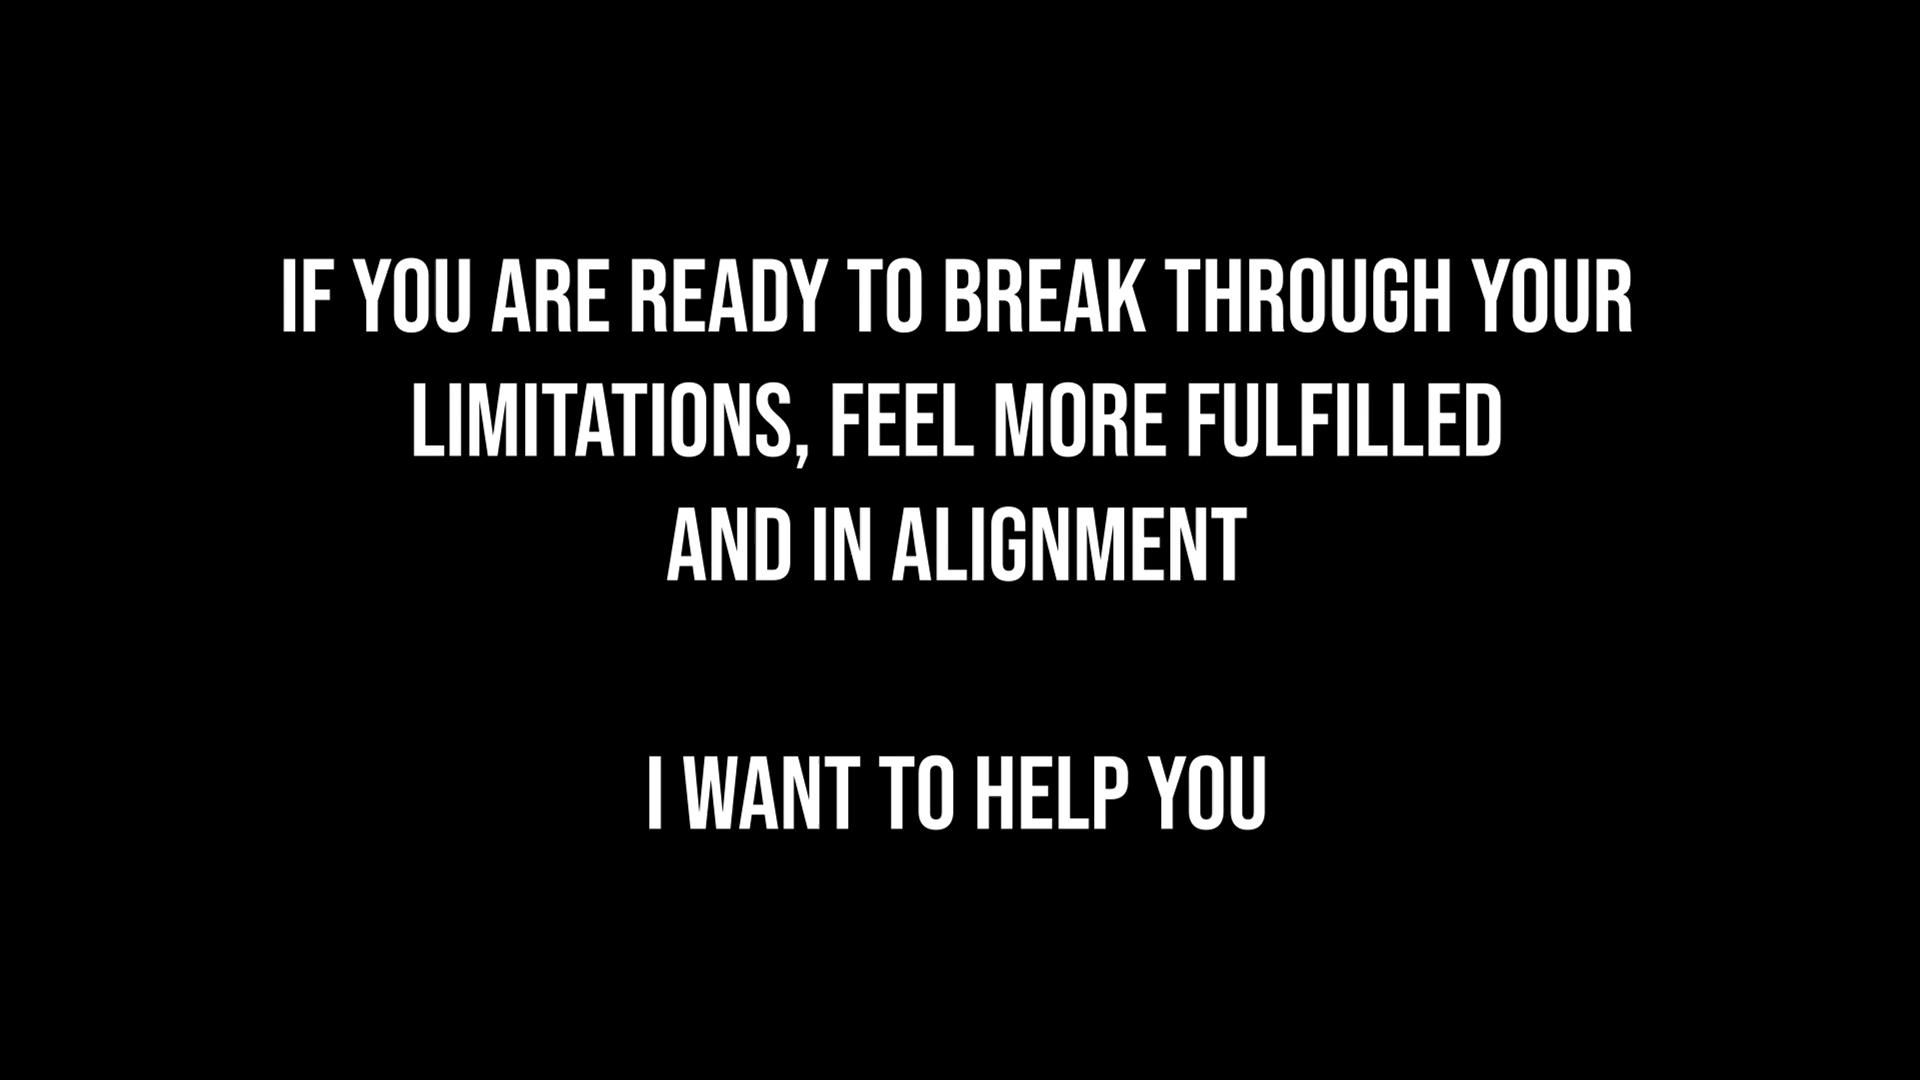 IF YOU ARE READY TO BREAK THROUGH YOUR
LIMITATIONS, FEEL MORE FULFILLED
AND IN ALIGNMENT
I WANT TO HELP YOU